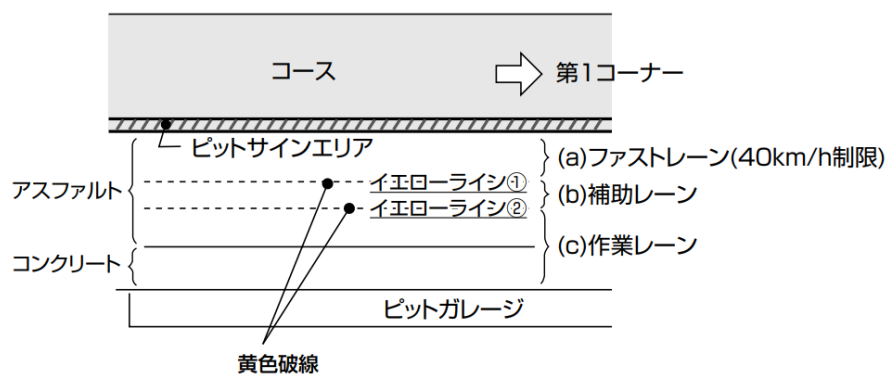 コース
第1コーナー
ピットサインエリア
(a)ファストレーン(40km/h制限)
イエローライン①
(b)補助レーン
アスファルト
イエローライン②
(c)作業レーン
コンクリート
ピットガレージ
黄色破線